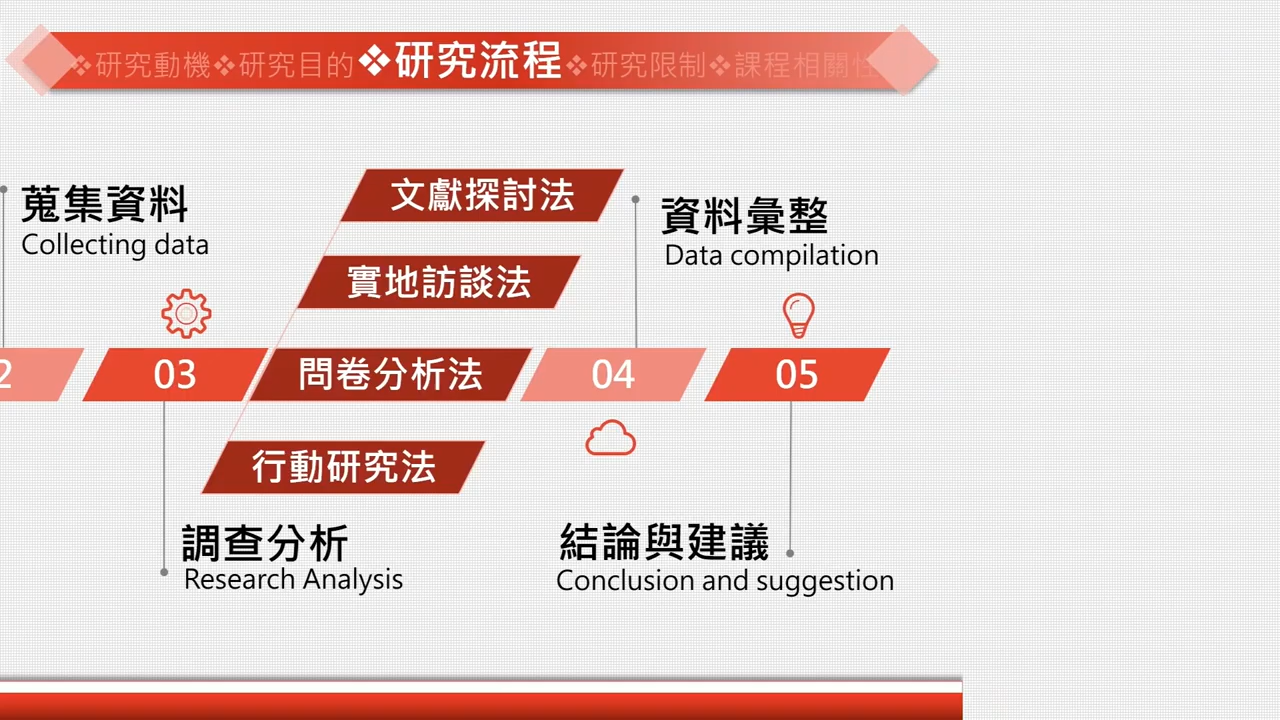 ❖研究動機❖研究目的❖研究流程❖研究限制❖課程相關性
蒐集資料
Collecting data
文獻探討法
實地訪談法
資料彙整
Data compilation
2
03
問卷分析法
04
05
行動研究法
調查分析
Research Analysis
結論與建議
Conclusion and suggestion